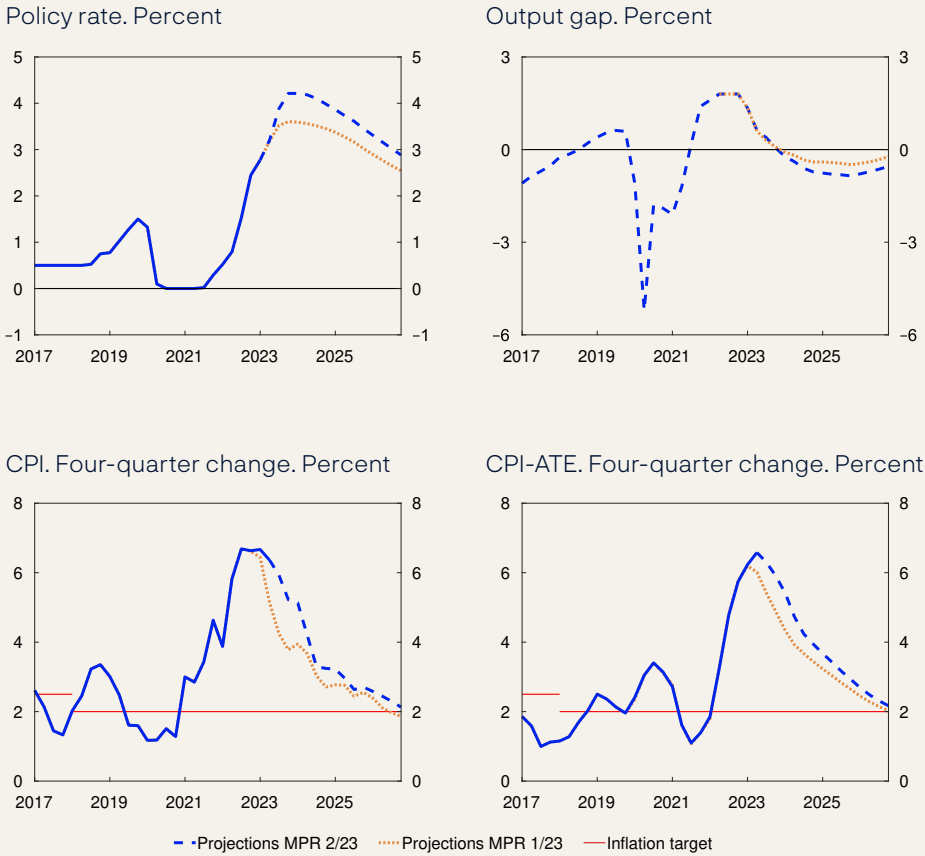 Policy rate. Percent
5 5
4 4
3 3
2 2
1 1
0 0
−1 −1
2017 2019 2021 2023 2025
Output gap. Percent
3 3
0 0
−3 −3
−6 −6
2017 2019 2021 2023 2025
CPI. Four-quarter change. Percent
8 8
6 6
4 4
2 2
0 0
2017 2019 2021 2023 2025
CPI-ATE. Four-quarter change. Percent
8 8
6 6
4 4
2 2
0 0
2017 2019 2021 2023 2025
Projections MPR 2/23 Projections MPR 1/23 Inflation target